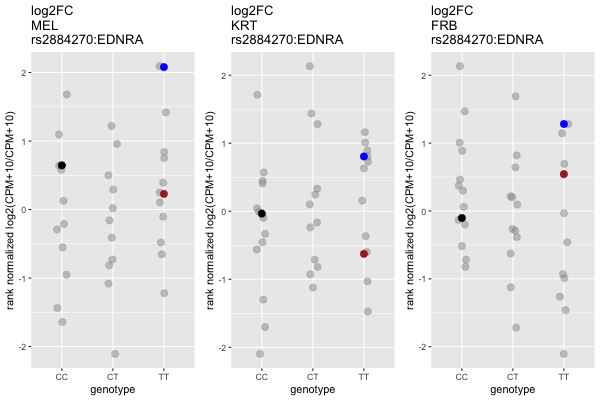 log2FC
MEL
rs2884270:EDNRA
rank normalized log2(CPM+10/CPM+10)
2
1
0
-1
-2
CC CT TT
genotype
log2FC
KRT
rs2884270:EDNRA
rank normalized log2(CPM+10/CPM+10)
2
1
0
-1
-2
CC CT TT
genotype
log2FC
FRB
rs2884270:EDNRA
rank normalized log2(CPM+10/CPM+10)
2
1
0
-1
-2
CC CT TT
genotype